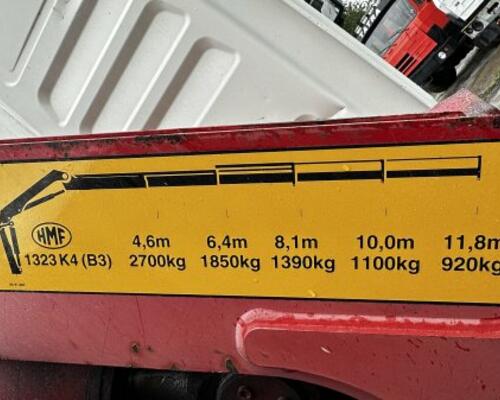 HMF
4,6m 6,4m 8,1m 10,0m 11,8m
1323 K4 (B3) 2700kg 1850kg 1390kg 1100kg 920kg